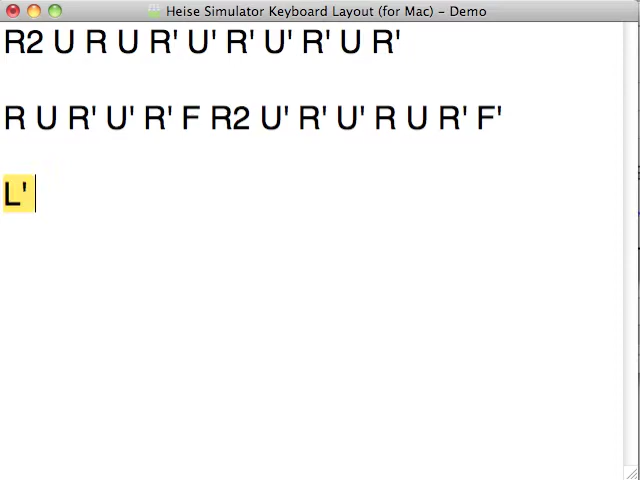 Heise Simulator Keyboard Layout (for Mac) – Demo
R2 U R U R' U' R' U' R' U R'
R U R' U' R' F R2 U' R' U' R U R' F'
L'